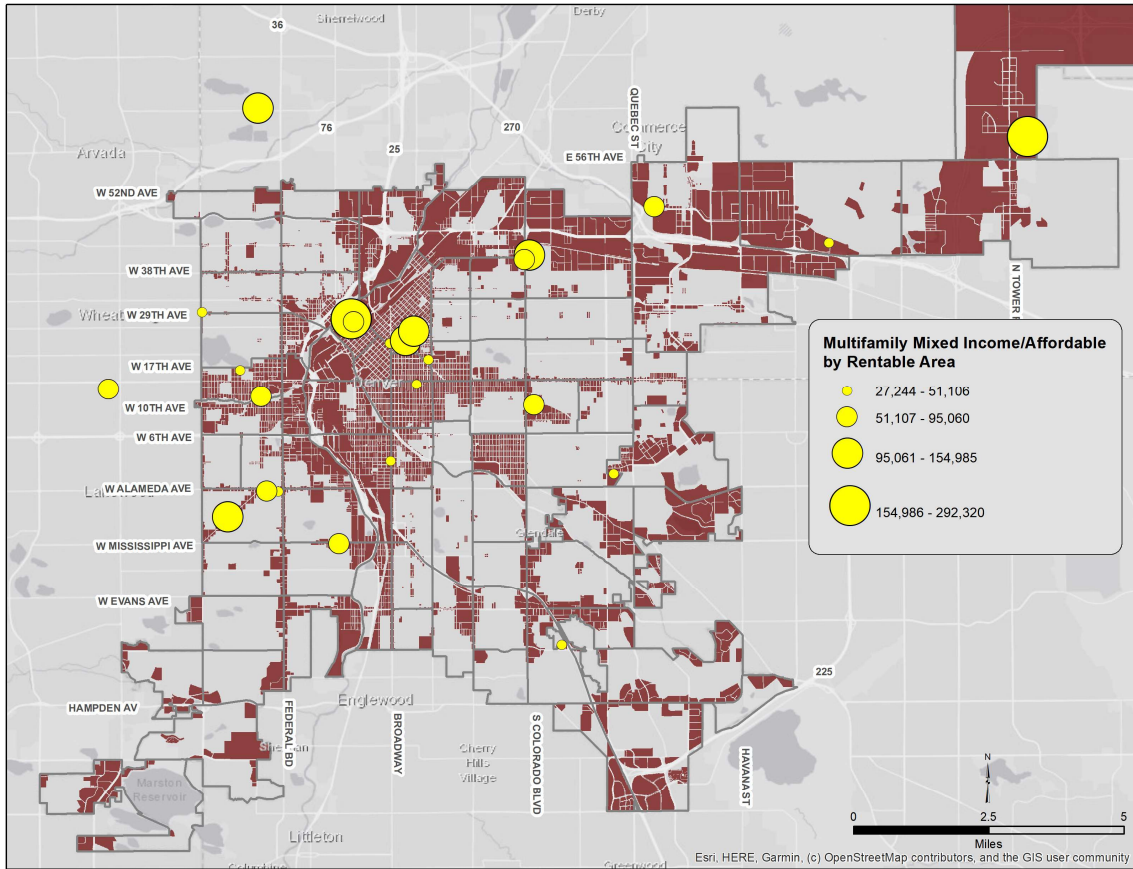 Sherrelwood
Derby
36
QUEBEC ST
76
270
Commerce
City
25
Arvada
E 56TH AVE
W 52ND AVE
W 38TH AVE
N TOWER R
W 29TH AVE
Wheat
Multifamily Mixed Income/Affordable
by Rentable Area
W 17TH AVE
Denver
27,244 - 51,106
W 10TH AVE
51,107 - 95,060
W 6TH AVE
95,061 - 154,985
W ALAMEDA AVE
154,986 - 292,320
W MISSISSIPPI AVE
Glendale
W EVANS AVE
225
Englewood
HAMPDEN AV
FEDERAL BD
BROADWAY
S COLORADO BLVD
HAVANA ST
Cherry
Hills
Village
N
Marston
Reservoir
0 2.5 5
Miles
Littleton
Esri, HERE, Garmin, (c) OpenStreetMap contributors, and the GIS user community
Greenwood